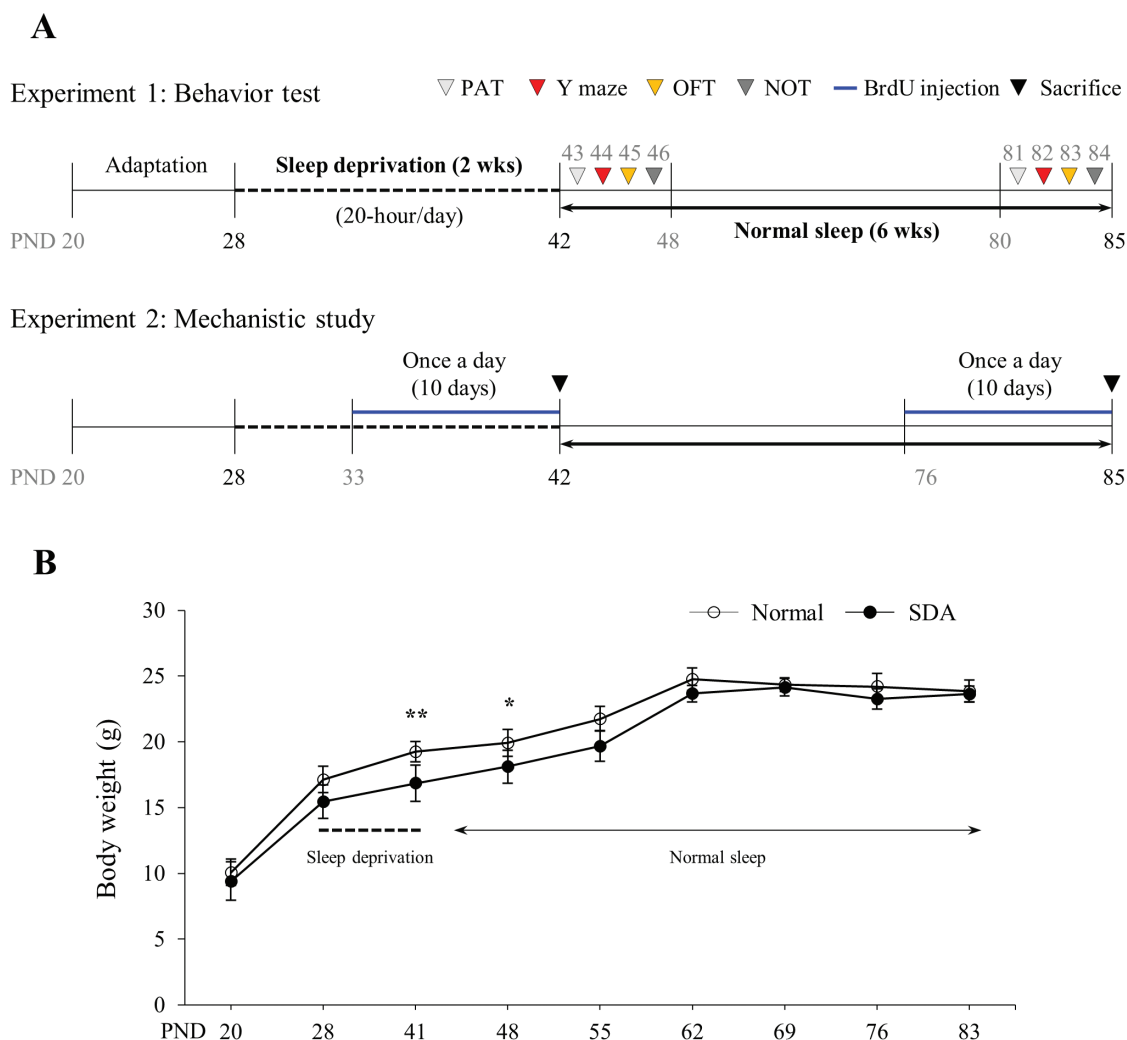 A
Experiment 1: Behavior test
PAT Y maze OFT NOT BrdU injection Sacrifice
Adaptation Sleep deprivation (2 wks) 43 44 45 46 81 82 83 84
(20-hour/day) Normal sleep (6 wks)
PND 20 28 42 48 80 85
Experiment 2: Mechanistic study
Once a day Once a day
(10 days) (10 days)
PND 20 28 33 42 76 85
B
30
Normal SDA
25
** *
20
15
Sleep deprivation Normal sleep
10
5
0
Body weight (g)
PND 20 28 41 48 55 62 69 76 83